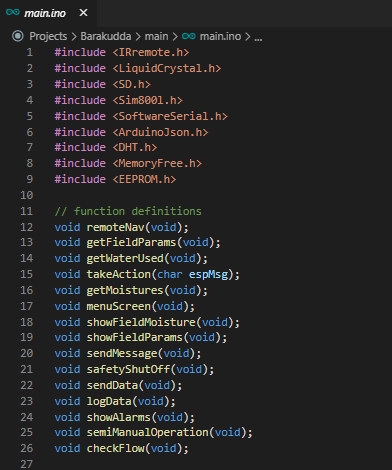 main.ino ×
Projects > Barakudda > main > main.ino > ...
1 #include <IRremote.h>
2 #include <LiquidCrystal.h>
3 #include <SD.h>
4 #include <Sim800l.h>
5 #include <SoftwareSerial.h>
6 #include <ArduinoJson.h>
7 #include <DHT.h>
8 #include <MemoryFree.h>
9 #include <EEPROM.h>
10
11 // function definitions
12 void remoteNav(void);
13 void getFieldParams(void);
14 void getWaterUsed(void);
15 void takeAction(char espMsg);
16 void getMoistures(void);
17 void menuScreen(void);
18 void showFieldMoisture(void);
19 void showFieldParams(void);
20 void sendMessage(void);
21 void safetyShutOff(void);
22 void sendData(void);
23 void logData(void);
24 void showAlarms(void);
25 void semiManualOperation(void);
26 void checkFlow(void);
27